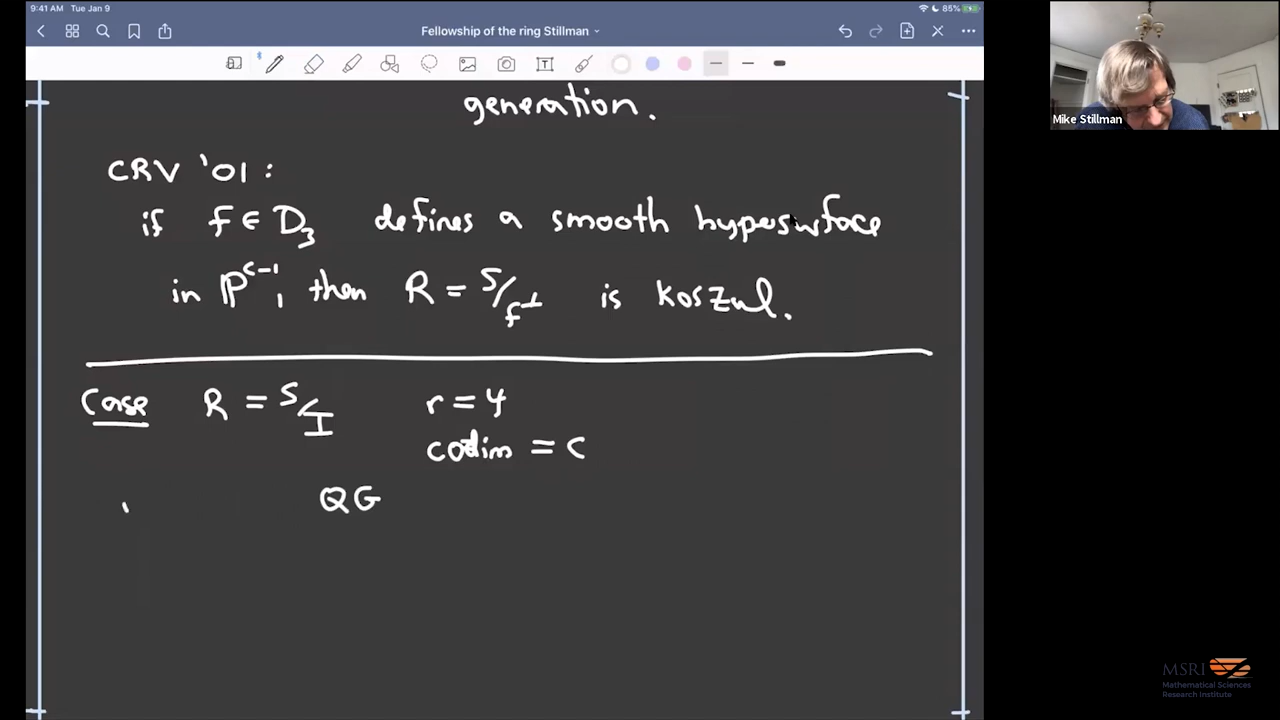 9:41 AM Tue Jan 9
85%
Fellowship of the ring Stillman
generation.
CRV '01:
if f ∈ D₃ defines a smooth hypersurface
in ℙ^{c-1}, then R = S/f^⊥ is Koszul.
Case R = S/I r = 4
codim = c
QG
Mike Stillman
MSRI
Mathematical Sciences
Research Institute